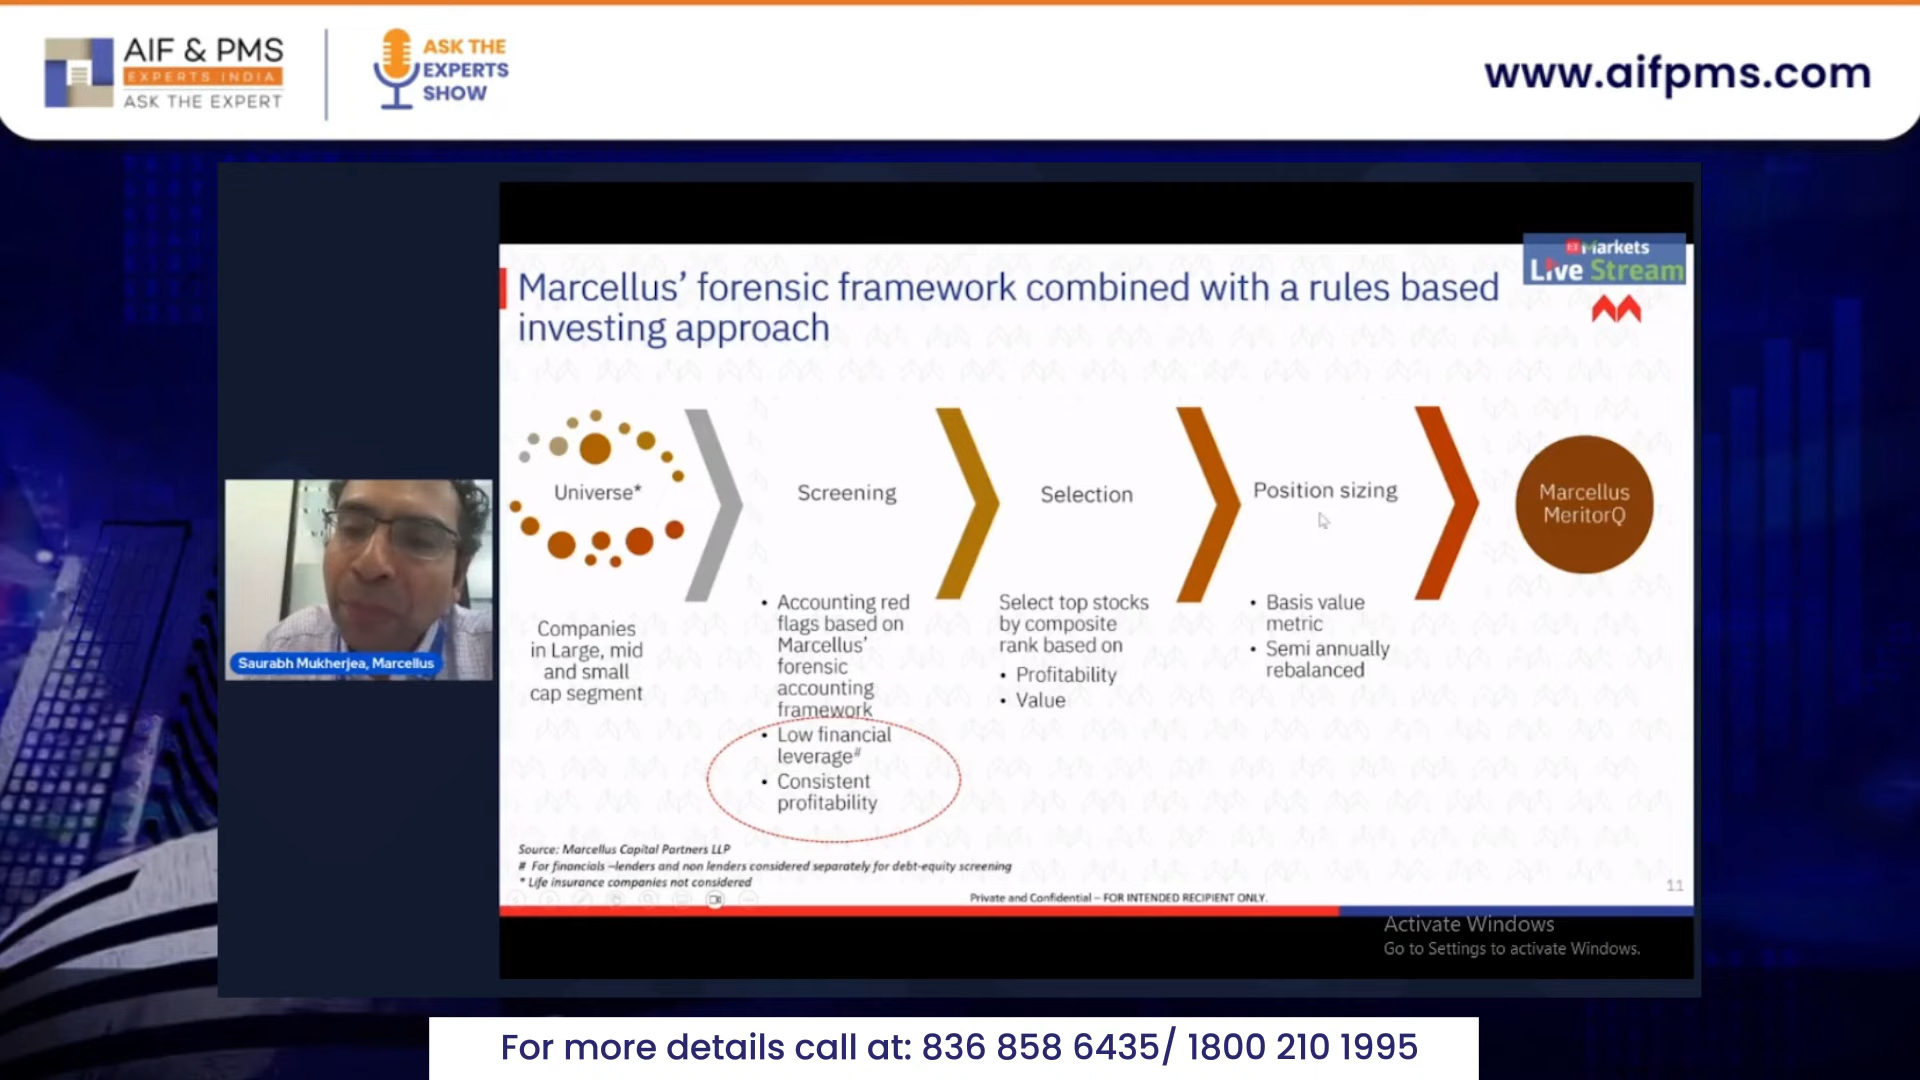 AIF & PMS
EXPERTS INDIA
ASK THE EXPERT
ASK THE
EXPERTS
SHOW
www.aifpms.com
ET Markets
Live Stream
Marcellus’ forensic framework combined with a rules based
investing approach
Universe*
Screening
Selection
Position sizing
Marcellus
MeritorQ
Companies
in Large, mid
and small
cap segment
• Accounting red
flags based on
Marcellus’
forensic
accounting
framework
• Low financial
leverage#
• Consistent
profitability
Select top stocks
by composite
rank based on
• Profitability
• Value
• Basis value
metric
• Semi annually
rebalanced
Saurabh Mukherjea, Marcellus
Source: Marcellus Capital Partners LLP
# For financials–lenders and non lenders considered separately for debt-equity screening
* Life insurance companies not considered
Private and Confidential – FOR INTENDED RECIPIENT ONLY.
11
Activate Windows
Go to Settings to activate Windows.
For more details call at: 836 858 6435/ 1800 210 1995